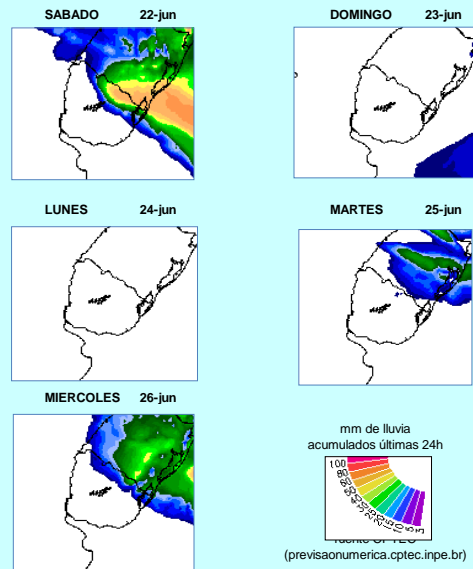 SABADO 22-jun
DOMINGO 23-jun
LUNES 24-jun
MARTES 25-jun
MIERCOLES 26-jun
mm de lluvia
acumulados últimas 24h
100
80
(previsaonumerica.cptec.inpe.br)